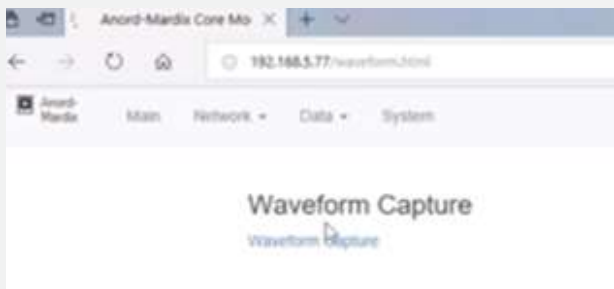 Anord-Mardix Core Mo
192.168.5.77/waveform.html
Anord-
Mardix
Main
Network
Data
System
Waveform Capture
Waveform Capture